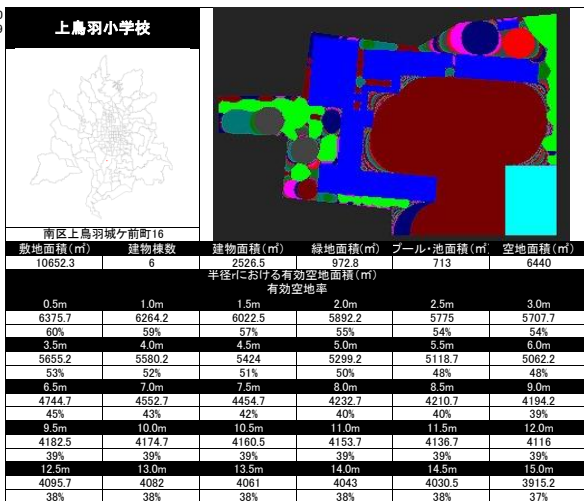 上鳥羽小学校
南区上鳥羽城ケ前町16
敷地面積(㎡) 建物棟数 建物面積(㎡) 緑地面積(㎡) プール・池面積(㎡ 空地面積(㎡)
10652.3 6 2526.5 972.8 713 6440
半径rにおける有効空地面積(㎡)
有効空地率
0.5m 1.0m 1.5m 2.0m 2.5m 3.0m
6375.7 6264.2 6022.5 5892.2 5775 5707.7
60% 59% 57% 55% 54% 54%
3.5m 4.0m 4.5m 5.0m 5.5m 6.0m
5655.2 5580.2 5424 5299.2 5118.7 5062.2
53% 52% 51% 50% 48% 48%
6.5m 7.0m 7.5m 8.0m 8.5m 9.0m
4744.7 4552.7 4454.7 4232.7 4210.7 4194.2
45% 43% 42% 40% 40% 39%
9.5m 10.0m 10.5m 11.0m 11.5m 12.0m
4182.5 4174.7 4160.5 4153.7 4136.7 4116
39% 39% 39% 39% 39% 39%
12.5m 13.0m 13.5m 14.0m 14.5m 15.0m
4095.7 4082 4061 4043 4030.5 3915.2
38% 38% 38% 38% 38% 37%